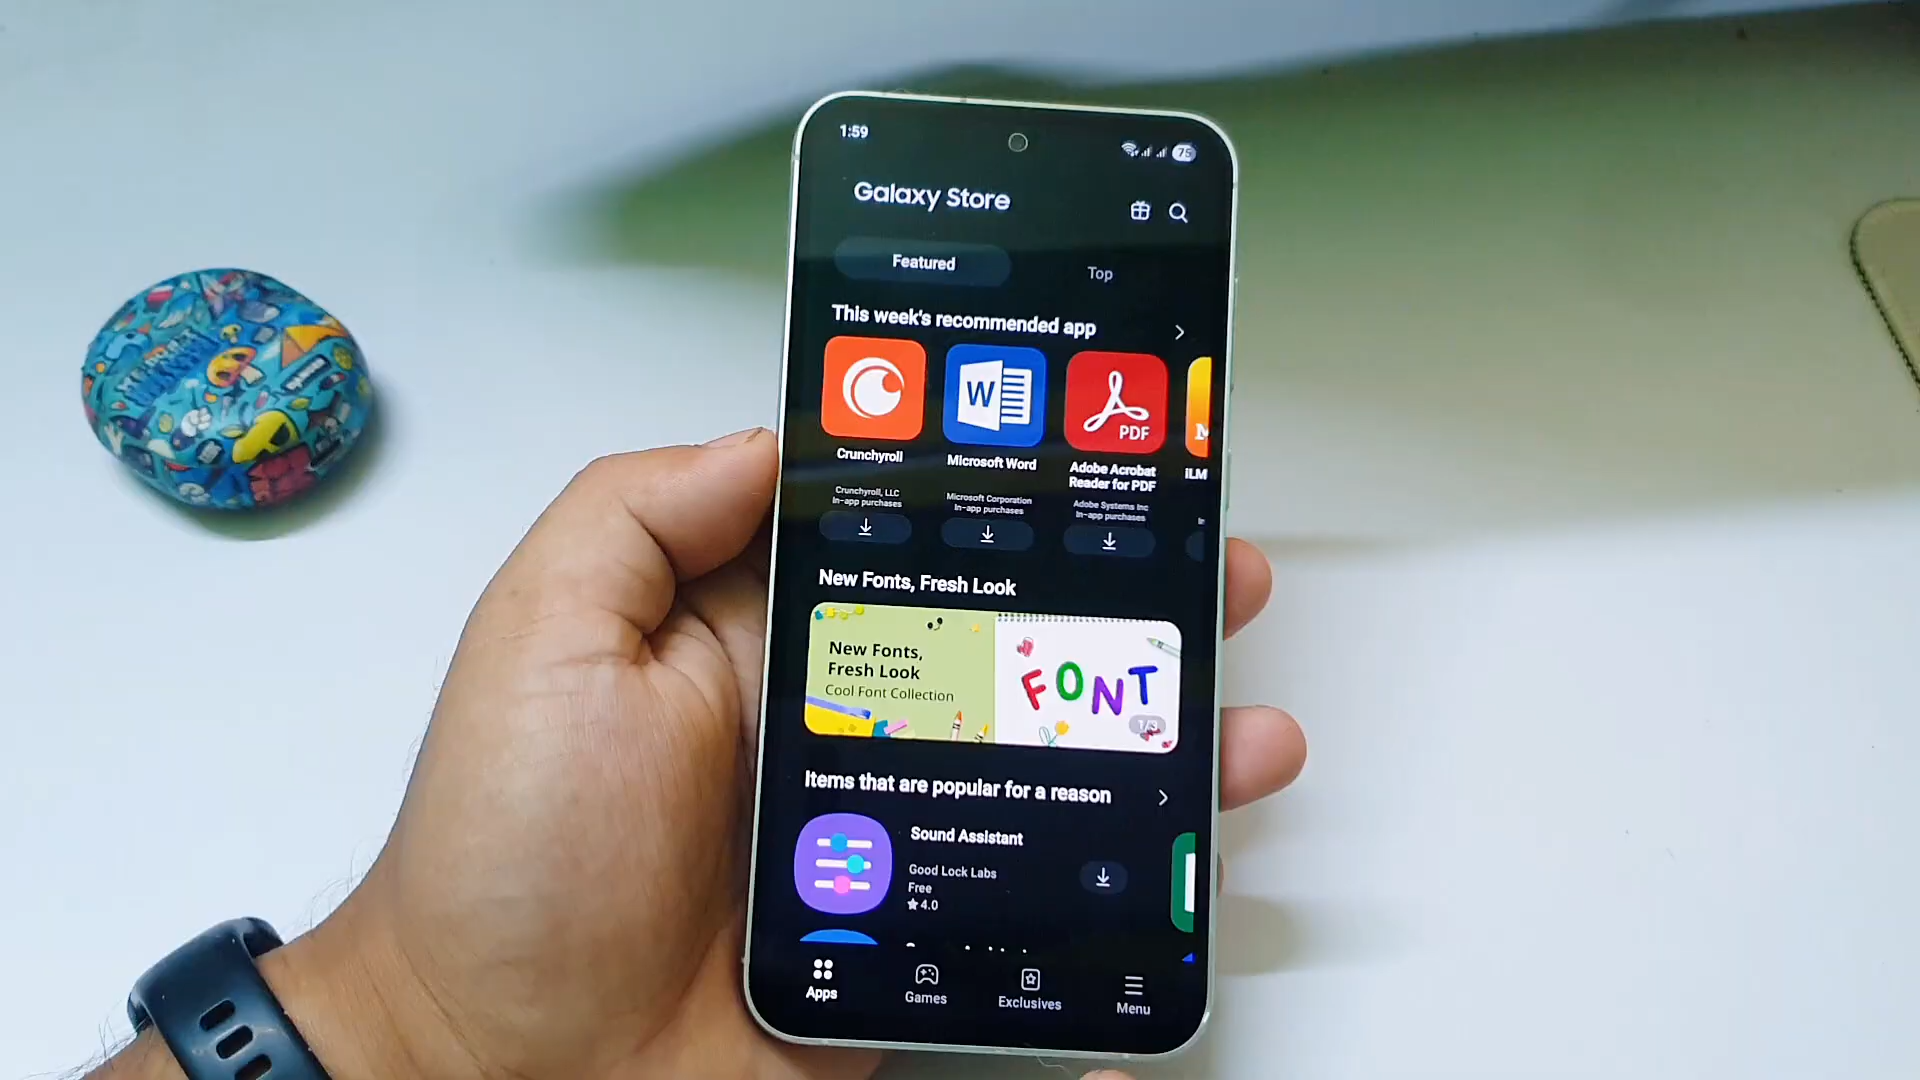 1:59
75
Galaxy Store
Featured
Top
This week's recommended app
W
PDF
Crunchyroll
Microsoft Word
Adobe Acrobat
Reader for PDF
iLM
Crunchyroll, LLC
In-app purchases
Microsoft Corporation
In-app purchases
Adobe Systems Inc
In-app purchases
New Fonts, Fresh Look
New Fonts,
Fresh Look
Cool Font Collection
FONT
1/3
Items that are popular for a reason
Sound Assistant
Good Lock Labs
Free
★ 4.0
Apps
Games
Exclusives
Menu